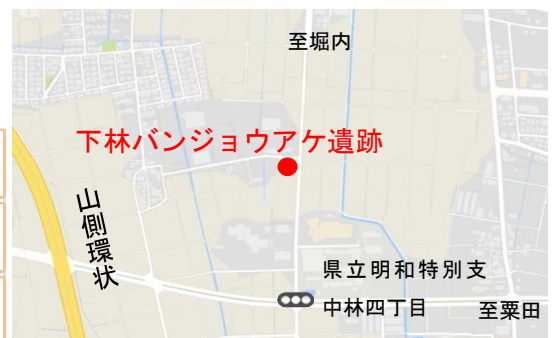 至堀内
下林バンジョウアケ遺跡
山側環状
県立明和特別支
中林四丁目
至粟田